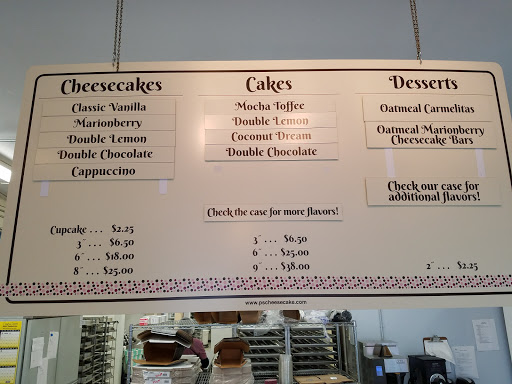 Cheesecakes
Classic Vanilla
Marionberry
Double Lemon
Double Chocolate
Cappuccino
Cupcake . . . $2.25
3" . . . $6.50
6" . . . $18.00
8" . . . $25.00
Cakes
Mocha Toffee
Double Lemon
Coconut Dream
Double Chocolate
Check the case for more flavors!
3" . . . $6.50
6" . . . $25.00
9" . . . $38.00
Desserts
Oatmeal Carmelitas
Oatmeal Marionberry
Cheesecake Bars
Check our case for
additional flavors!
2" . . . $2.25
www.pscheesecake.com